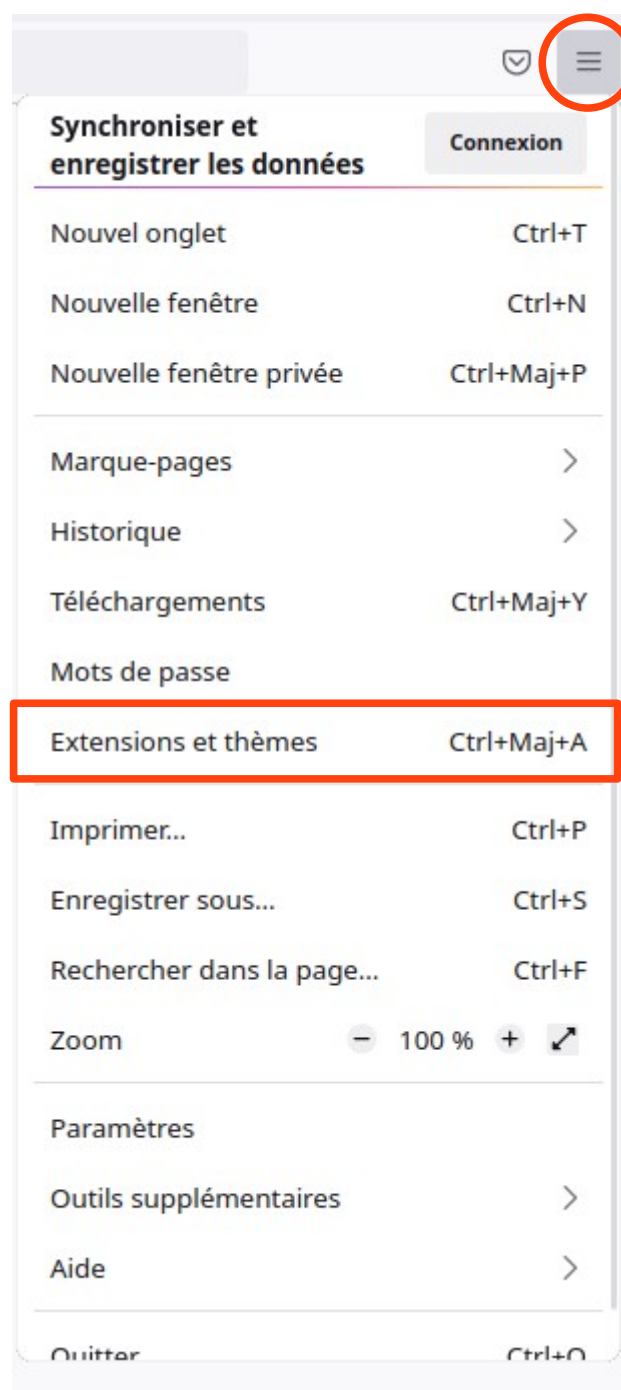 Synchroniser et
enregistrer les données
Connexion
Nouvel onglet Ctrl+T
Nouvelle fenêtre Ctrl+N
Nouvelle fenêtre privée Ctrl+Maj+P
Marque-pages
Historique
Téléchargements Ctrl+Maj+Y
Mots de passe
Extensions et thèmes Ctrl+Maj+A
Imprimer... Ctrl+P
Enregistrer sous... Ctrl+S
Rechercher dans la page... Ctrl+F
Zoom − 100 % +
Paramètres
Outils supplémentaires
Aide
Quitter Ctrl+Q